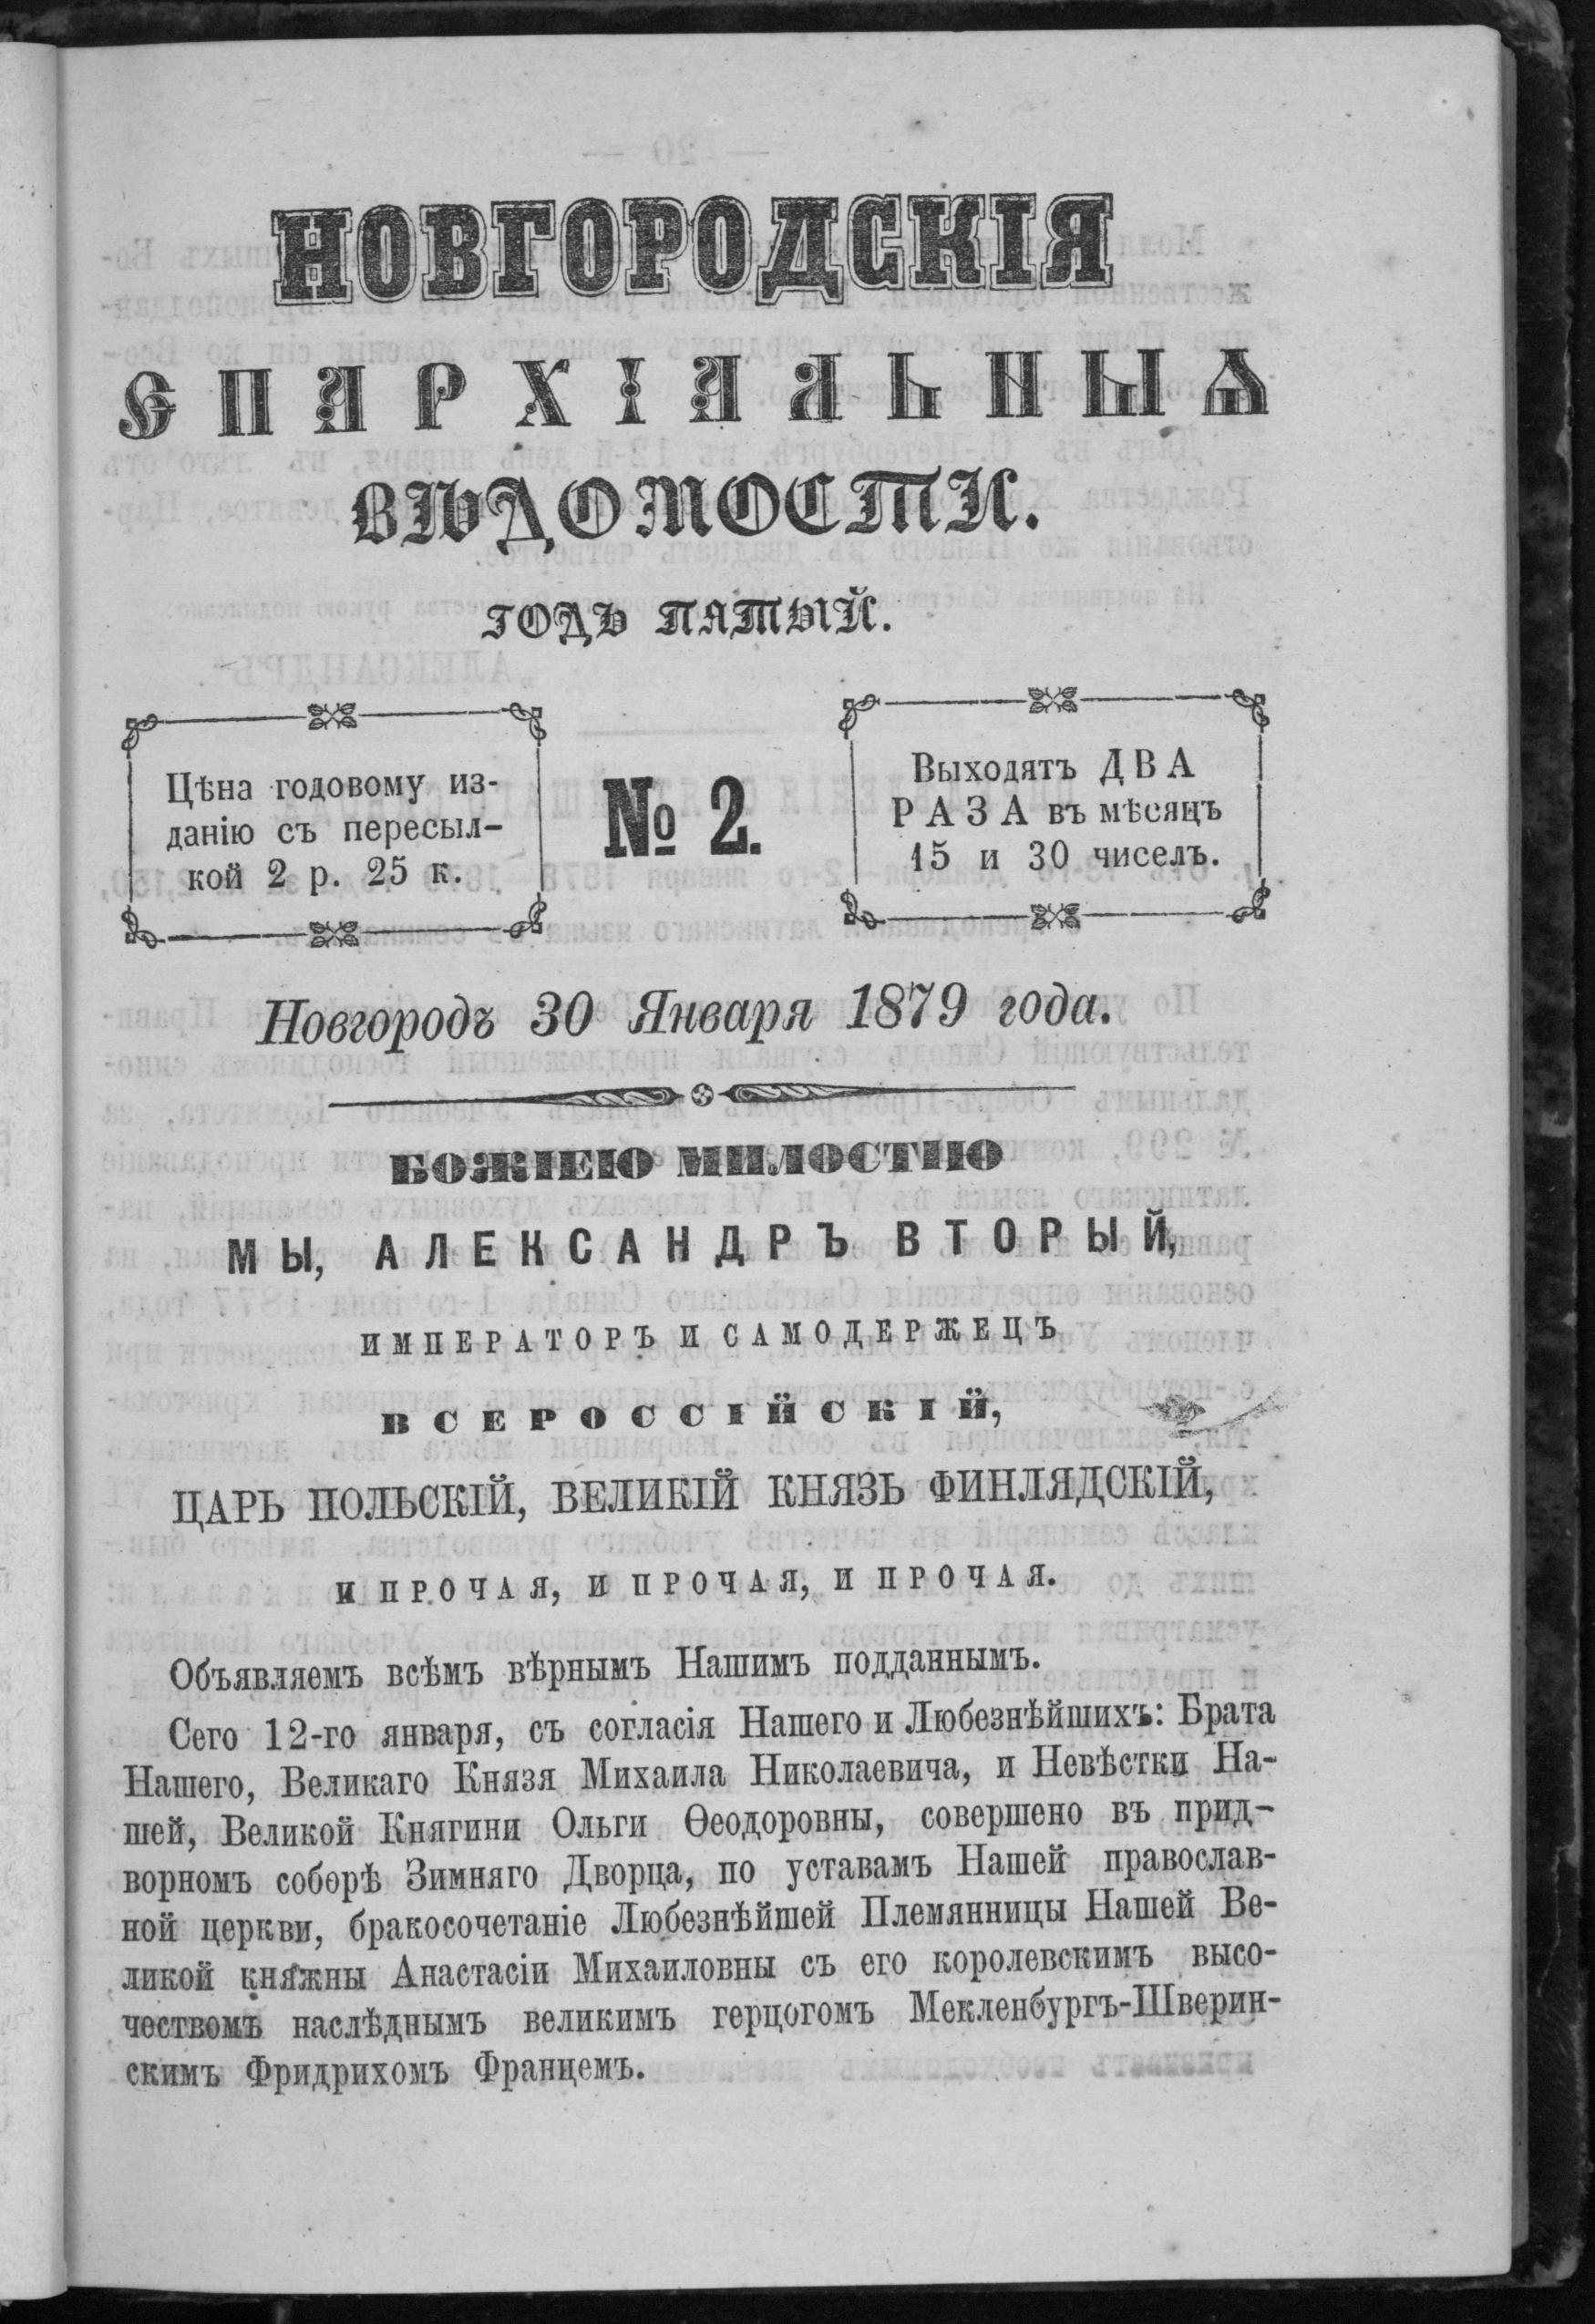 НОВГОРОДСКІЯ
ЕПАРХІАЛЬНЫѦ
ВѢДОМОСТИ.
ГОДЪ ПЯТЫЙ.
Цѣна годовому из-
данію съ пересыл-
кой 2 р. 25 к.
№ 2.
Выходятъ ДВА
РАЗА въ мѣсяцъ
15 и 30 чиселъ.
Новгородъ 30 Января 1879 года.
БОЖІЕЮ МИЛОСТІЮ
МЫ, АЛЕКСАНДРЪ ВТОРЫЙ,
ИМПЕРАТОРЪ И САМОДЕРЖЕЦЪ
ВСЕРОССІЙСКІЙ,
ЦАРЬ ПОЛЬСКІЙ, ВЕЛИКІЙ КНЯЗЬ ФИНЛЯДСКІЙ,
И ПРОЧАЯ, И ПРОЧАЯ, И ПРОЧАЯ.
Объявляемъ всѣмъ вѣрнымъ Нашимъ подданнымъ.
Сего 12-го января, съ согласія Нашего и Любезнѣйшихъ: Брата
Нашего, Великаго Князя Михаила Николаевича, и Невѣстки На-
шей, Великой Княгини Ольги Ѳеодоровны, совершено въ прид-
ворномъ соборѣ Зимняго Дворца, по уставамъ Нашей православ-
ной церкви, бракосочетаніе Любезнѣйшей Племянницы Нашей Ве-
ликой княжны Анастасіи Михаиловны съ его королевскимъ высо-
чествомъ наслѣднымъ великимъ герцогомъ Мекленбургъ-Шверин-
скимъ Фридрихомъ Францемъ.